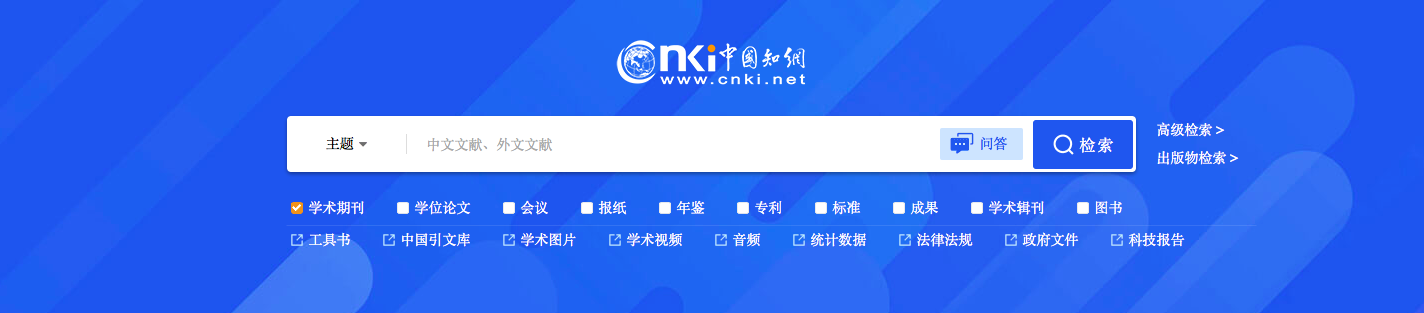 cnki中国知网
www.cnki.net
主题 中文文献、外文文献 问答 检索
高级检索 >
出版物检索 >
学术期刊 学位论文 会议 报纸 年鉴 专利 标准 成果 学术辑刊 图书
工具书 中国引文库 学术图片 学术视频 音频 统计数据 法律法规 政府文件 科技报告